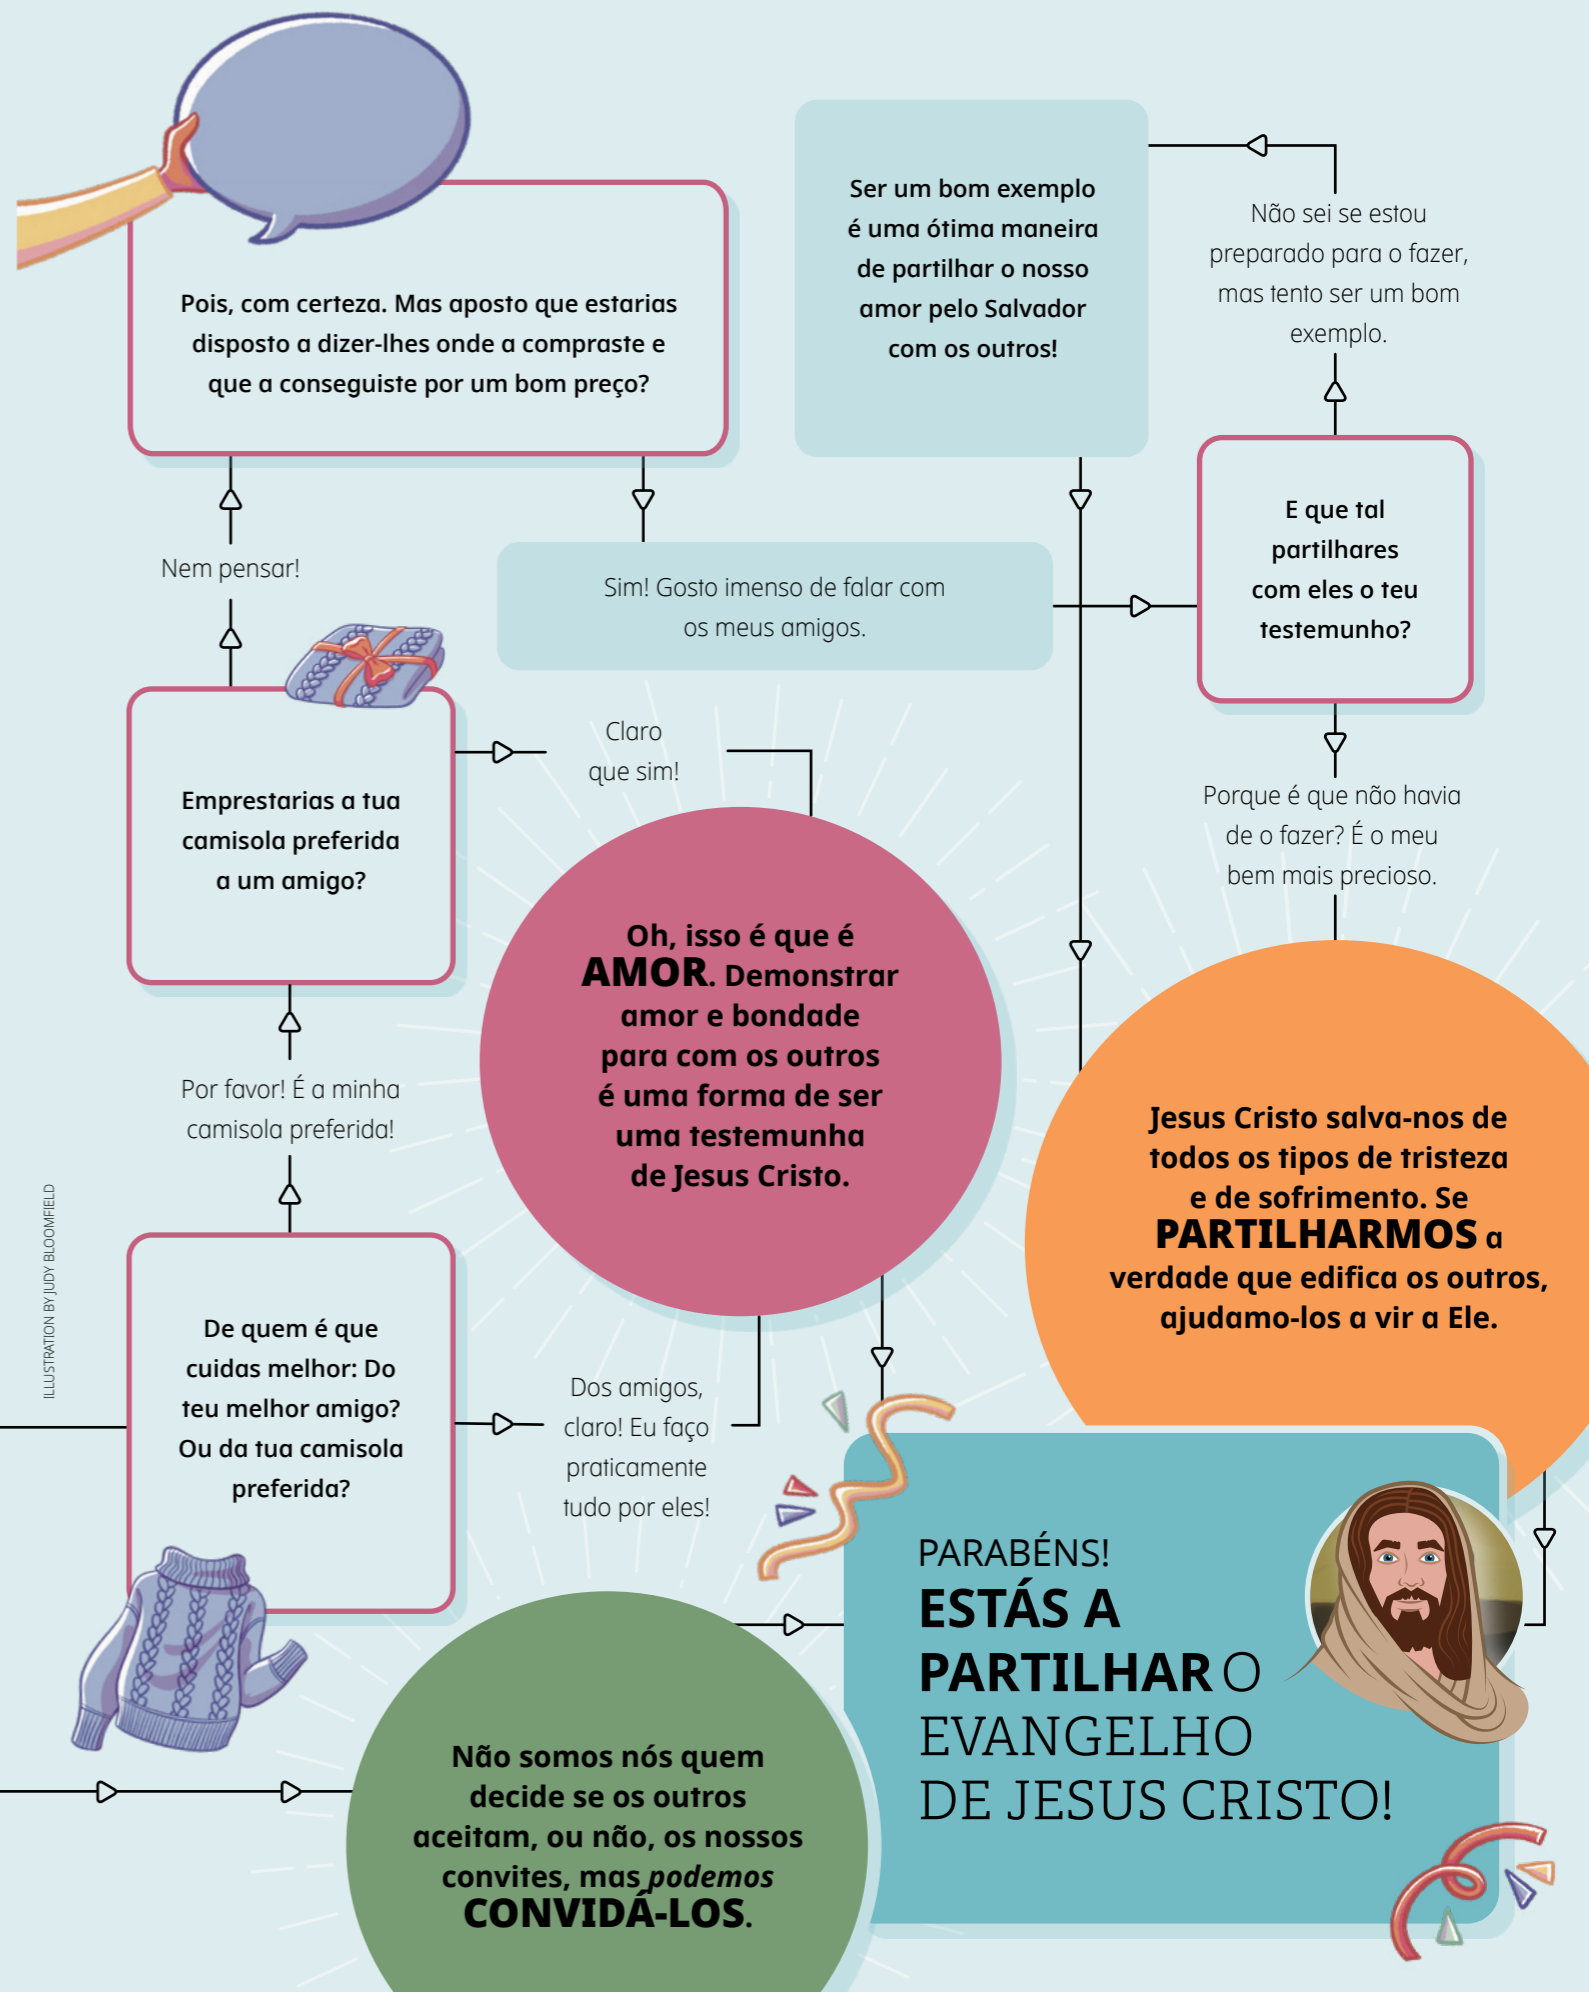 Pois, com certeza. Mas aposto que estarias
disposto a dizer-lhes onde a compraste e
que a conseguiste por um bom preço?
Ser um bom exemplo
é uma ótima maneira
de partilhar o nosso
amor pelo Salvador
com os outros!
Não sei se estou
preparado para o fazer,
mas tento ser um bom
exemplo.
Nem pensar!
Sim! Gosto imenso de falar com
os meus amigos.
E que tal
partilhares
com eles o teu
testemunho?
Emprestarias a tua
camisola preferida
a um amigo?
Claro
que sim!
Porque é que não havia
de o fazer? É o meu
bem mais precioso.
Oh, isso é que é
AMOR. Demonstrar
amor e bondade
para com os outros
é uma forma de ser
uma testemunha
de Jesus Cristo.
Por favor! É a minha
camisola preferida!
Jesus Cristo salva-nos de
todos os tipos de tristeza
e de sofrimento. Se
PARTILHARMOS a
verdade que edifica os outros,
ajudamo-los a vir a Ele.
ILLUSTRATION BY JUDY BLOOMFIELD
De quem é que
cuidas melhor: Do
teu melhor amigo?
Ou da tua camisola
preferida?
Dos amigos,
claro! Eu faço
praticamente
tudo por eles!
PARABÉNS!
ESTÁS A
PARTILHAR O
EVANGELHO
DE JESUS CRISTO!
Não somos nós quem
decide se os outros
aceitam, ou não, os nossos
convites, mas podemos
CONVIDÁ-LOS.